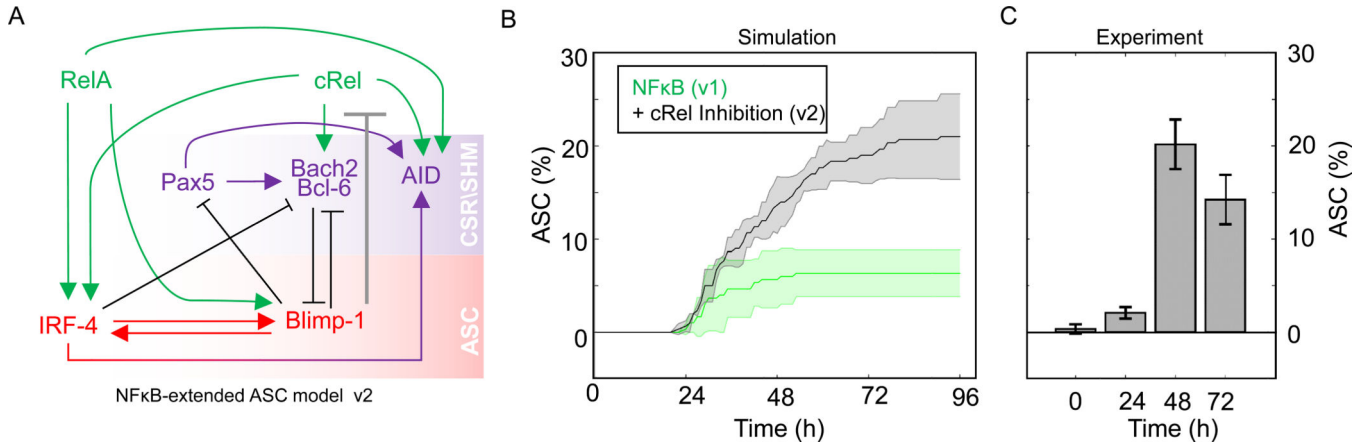 A
RelA
cRel
Pax5
Bach2
Bcl-6
AID
CSR\SHM
IRF-4
Blimp-1
ASC
NFκB-extended ASC model v2
B
Simulation
NFκB (v1)
+ cRel Inhibition (v2)
ASC (%)
30
20
10
0
0
24
48
72
96
Time (h)
C
Experiment
30
20
10
0
ASC (%)
0
24
48
72
Time (h)